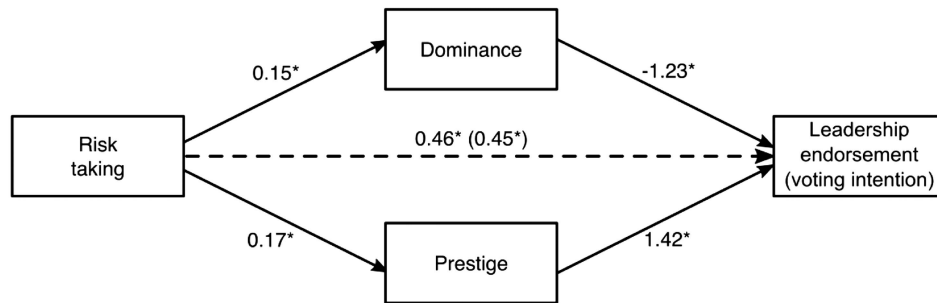 Dominance
0.15*
-1.23*
Risk
taking
0.46* (0.45*)
Leadership
endorsement
(voting intention)
0.17*
1.42*
Prestige